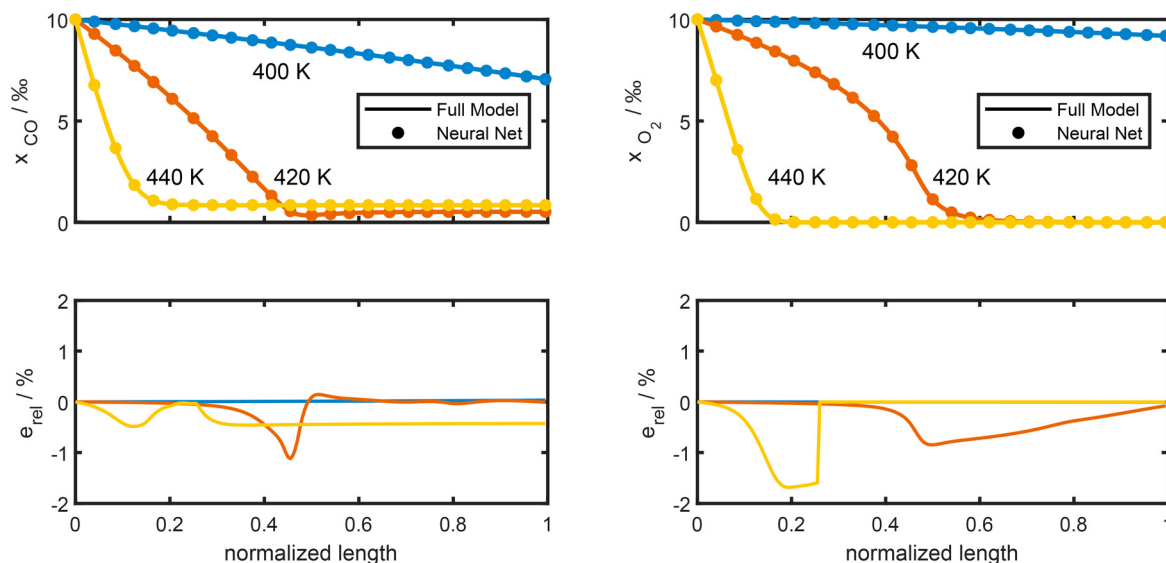 10
5
0
x CO / ‰
400 K
Full Model
Neural Net
440 K
420 K
10
5
0
x O2 / ‰
400 K
Full Model
Neural Net
440 K
420 K
2
1
0
-1
-2
e rel / %
0
0.2
0.4
0.6
0.8
1
normalized length
2
1
0
-1
-2
e rel / %
0
0.2
0.4
0.6
0.8
1
normalized length